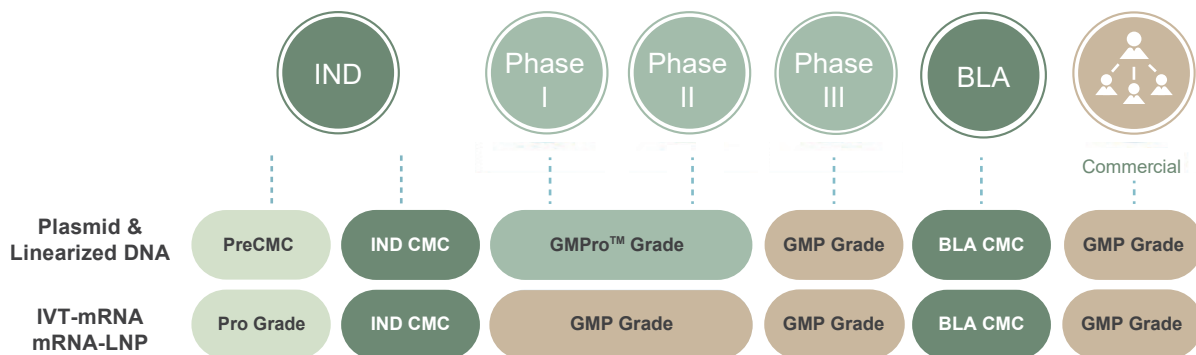 IND
Phase
I
Phase
II
Phase
III
BLA
Commercial
Plasmid &
Linearized DNA
PreCMC
IND CMC
GMPro™ Grade
GMP Grade
BLA CMC
GMP Grade
IVT-mRNA
mRNA-LNP
Pro Grade
IND CMC
GMP Grade
GMP Grade
BLA CMC
GMP Grade